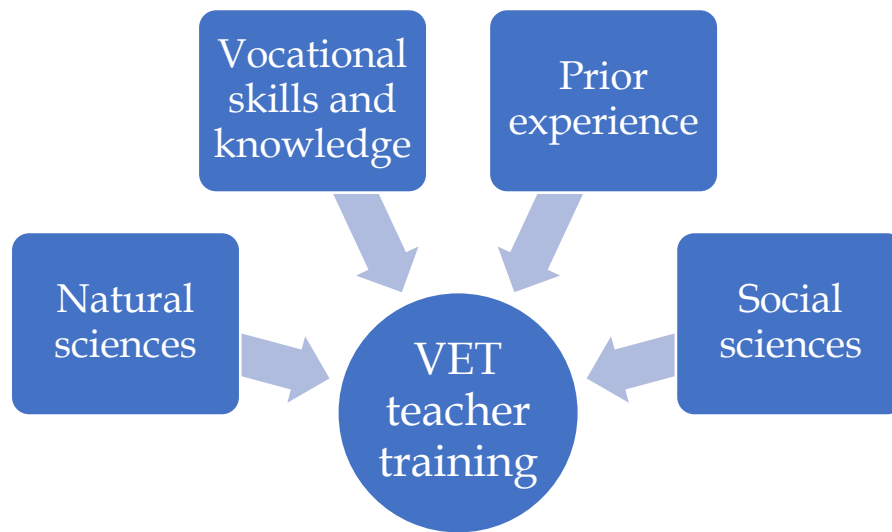 Vocational
skills and
knowledge
Prior
experience
Natural
sciences
Social
sciences
VET
teacher
training